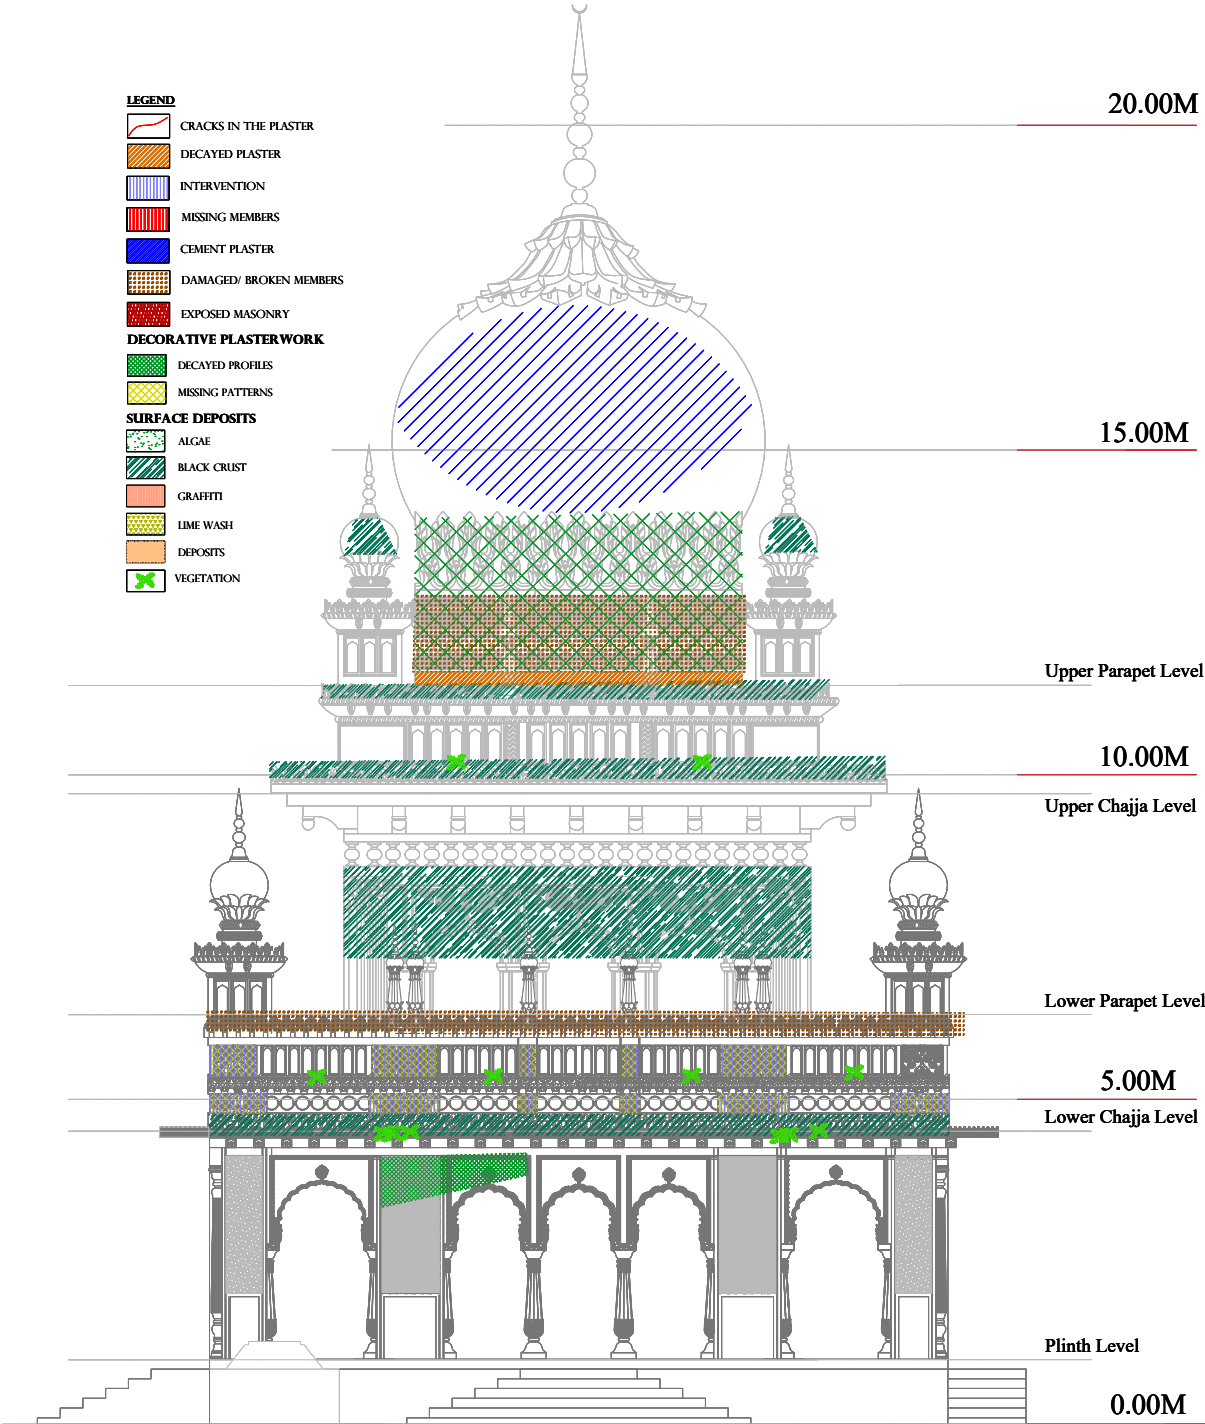 LEGEND
CRACKS IN THE PLASTER
DECAYED PLASTER
INTERVENTION
MISSING MEMBERS
CEMENT PLASTER
DAMAGED/ BROKEN MEMBERS
EXPOSED MASONRY
DECORATIVE PLASTERWORK
DECAYED PROFILES
MISSING PATTERNS
SURFACE DEPOSITS
ALGAE
BLACK CRUST
GRAFFITI
LIME WASH
DEPOSITS
VEGETATION
20.00M
15.00M
Upper Parapet Level
10.00M
Upper Chajja Level
Lower Parapet Level
5.00M
Lower Chajja Level
Plinth Level
0.00M